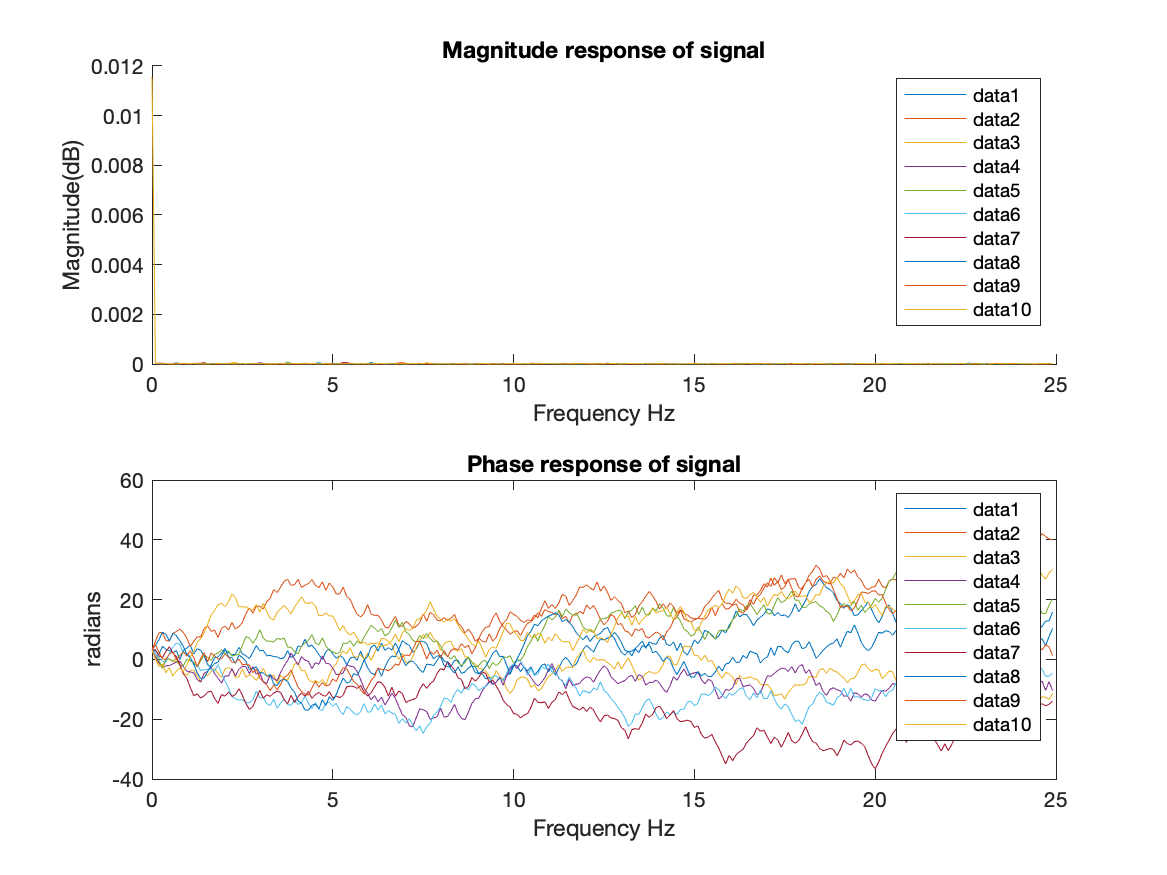 Magnitude response of signal
0.012
0.01
0.008
0.006
0.004
0.002
0
Magnitude(dB)
data1
data2
data3
data4
data5
data6
data7
data8
data9
data10
0 5 10 15 20 25
Frequency Hz
Phase response of signal
60
40
20
0
-20
-40
radians
data1
data2
data3
data4
data5
data6
data7
data8
data9
data10
0 5 10 15 20 25
Frequency Hz